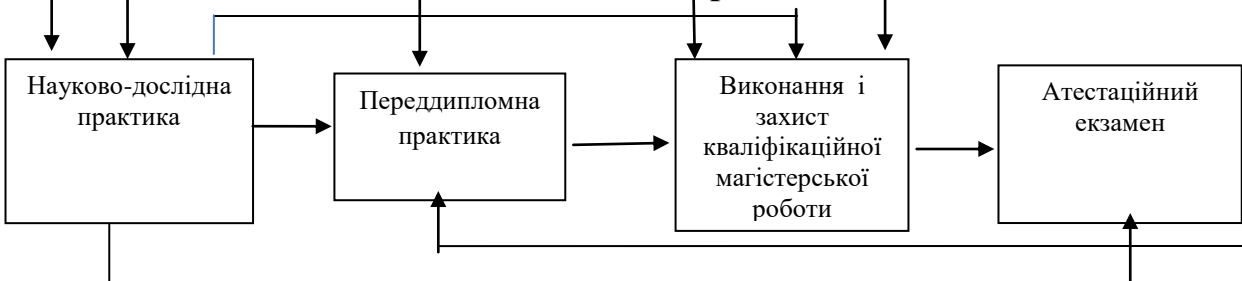 Науково-дослідна
практика
Переддипломна
практика
Виконання і
захист
кваліфікаційної
магістерської
роботи
Атестаційний
екзамен